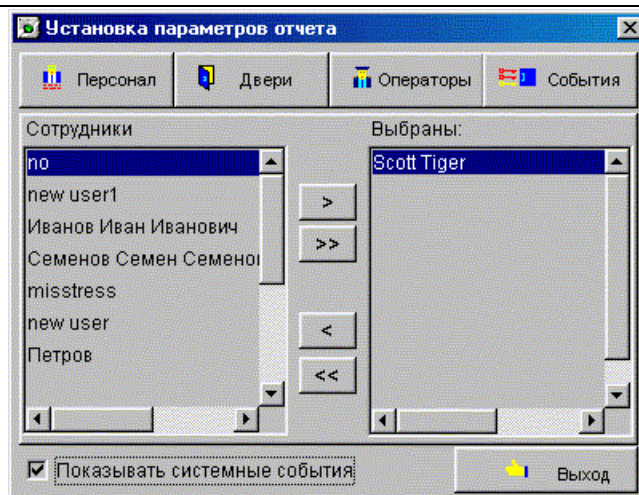 Установка параметров отчета
Персонал Двери Операторы События
Сотрудники
no
new user1
Иванов Иван Иванович
Семенов Семен Семено
misstress
new user
Петров
>
>>
<
<<
Выбраны:
Scott Tiger
Показывать системные события
Выход